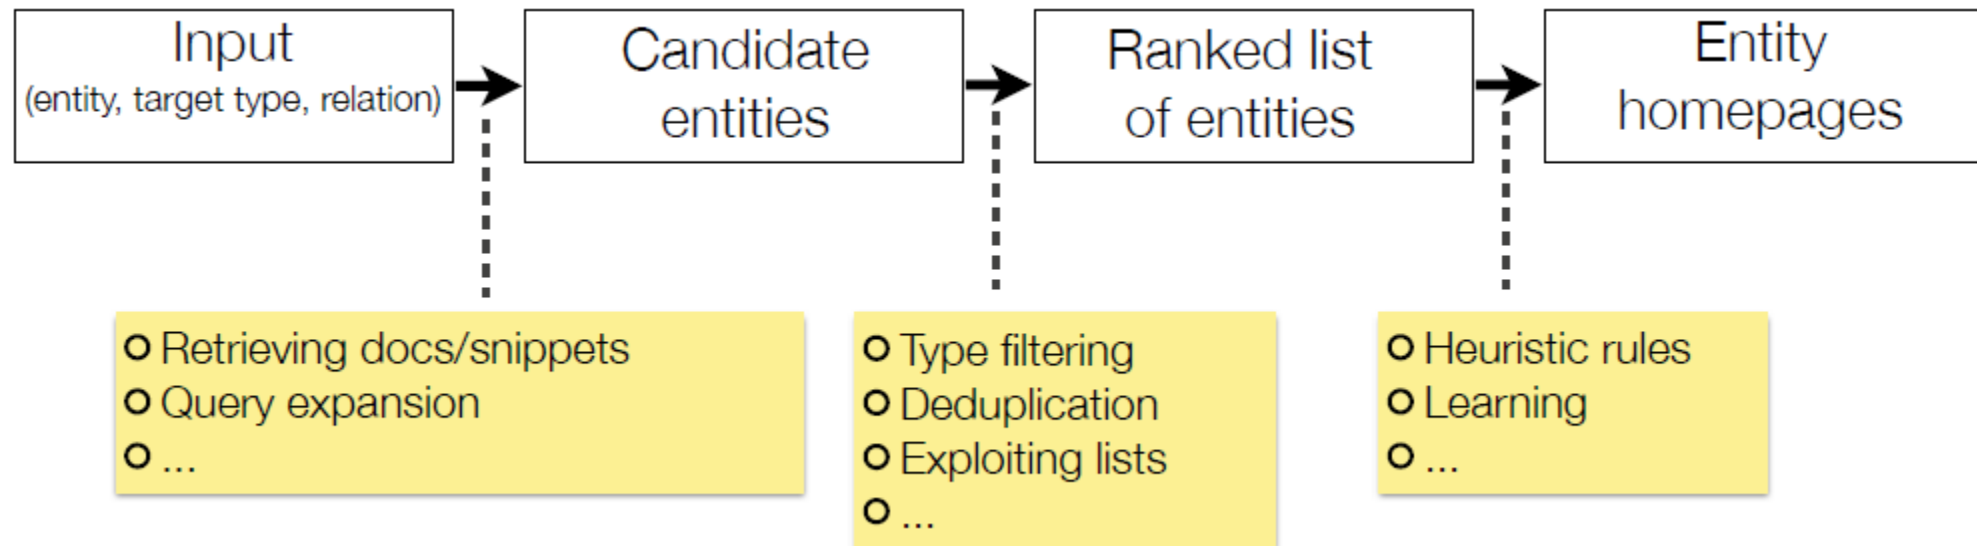 Input
(entity, target type, relation)
Candidate
entities
Ranked list
of entities
Entity
homepages
Retrieving docs/snippets
Query expansion
...
Type filtering
Deduplication
Exploiting lists
...
Heuristic rules
Learning
...